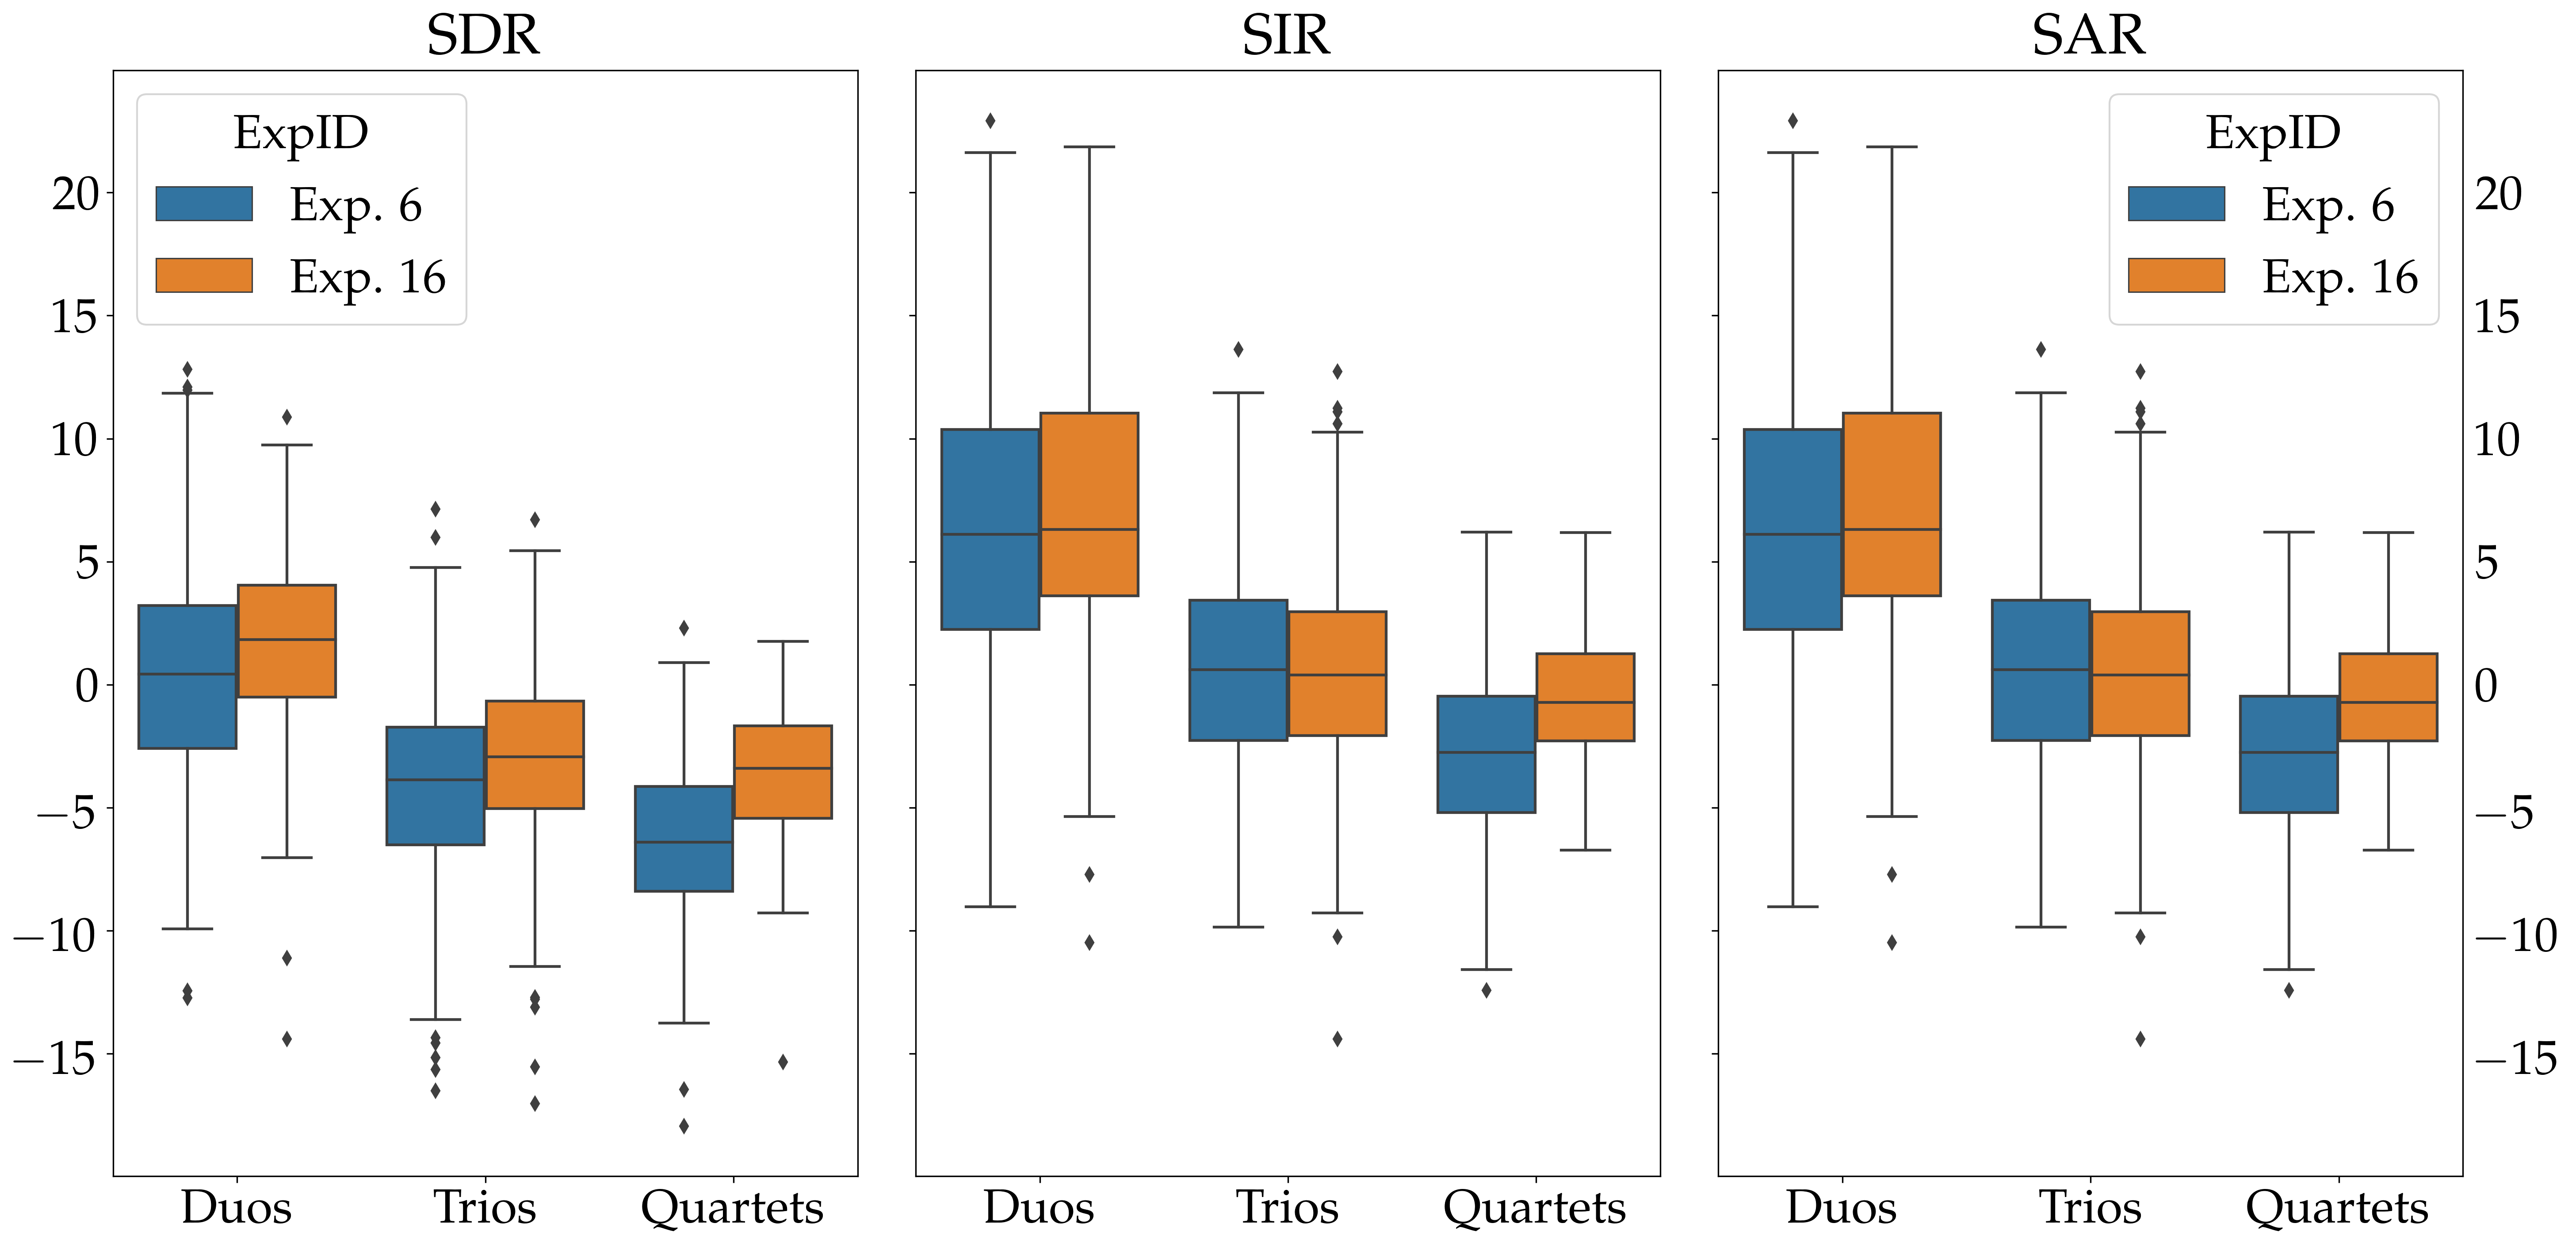 SDR
SIR
SAR
ExpID
Exp. 6
Exp. 16
ExpID
Exp. 6
Exp. 16
20
15
10
5
0
−5
−10
−15
20
15
10
5
0
−5
−10
−15
Duos Trios Quartets
Duos Trios Quartets
Duos Trios Quartets